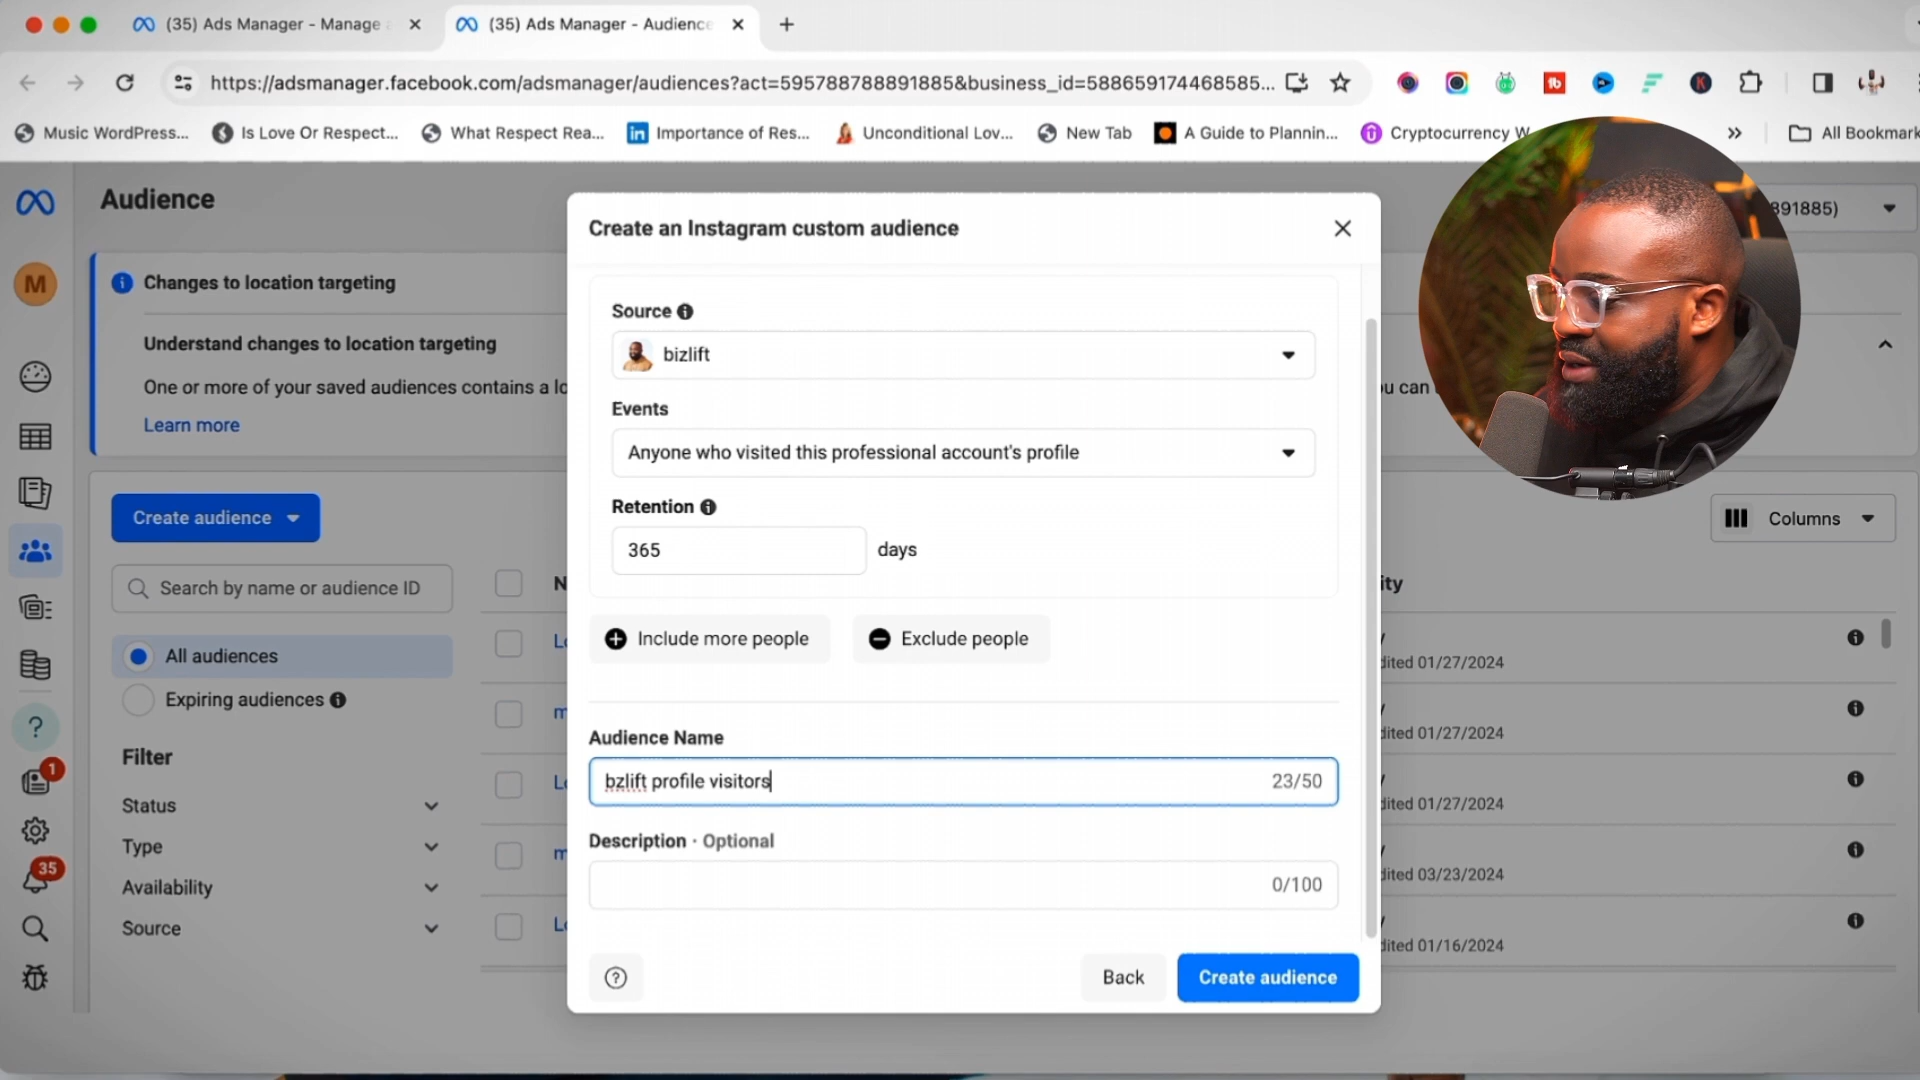 (35) Ads Manager - Manage
(35) Ads Manager - Audience
https://adsmanager.facebook.com/adsmanager/audiences?act=595788788891885&business_id=588659174468585...
Music WordPress...
Is Love Or Respect...
What Respect Rea...
Importance of Res...
Unconditional Lov...
New Tab
A Guide to Plannin...
Cryptocurrency W
»
All Bookmark
Audience
891885)
Changes to location targeting
Understand changes to location targeting
One or more of your saved audiences contains a lo
ou can
Learn more
Create audience
Columns
Search by name or audience ID
All audiences
Expiring audiences
Filter
Status
Type
Availability
Source
M
?
1
35
N
Lo
m
Lo
m
Lo
ity
dited 01/27/2024
dited 01/27/2024
dited 01/27/2024
dited 03/23/2024
dited 01/16/2024
Create an Instagram custom audience
Source
bizlift
Events
Anyone who visited this professional account's profile
Retention
365 days
Include more people
Exclude people
Audience Name
bzlift profile visitors 23/50
Description · Optional
0/100
?
Back
Create audience